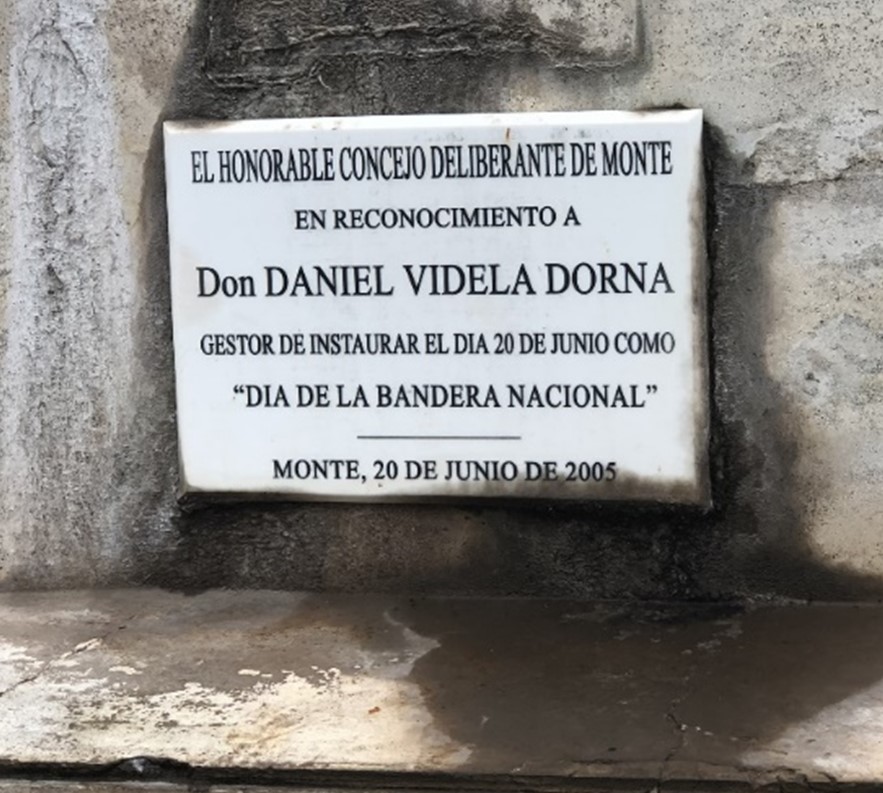 EL HONORABLE CONCEJO DELIBERANTE DE MONTE
EN RECONOCIMIENTO A
Don DANIEL VIDELA DORNA
GESTOR DE INSTAURAR EL DIA 20 DE JUNIO COMO
“DIA DE LA BANDERA NACIONAL”
MONTE, 20 DE JUNIO DE 2005